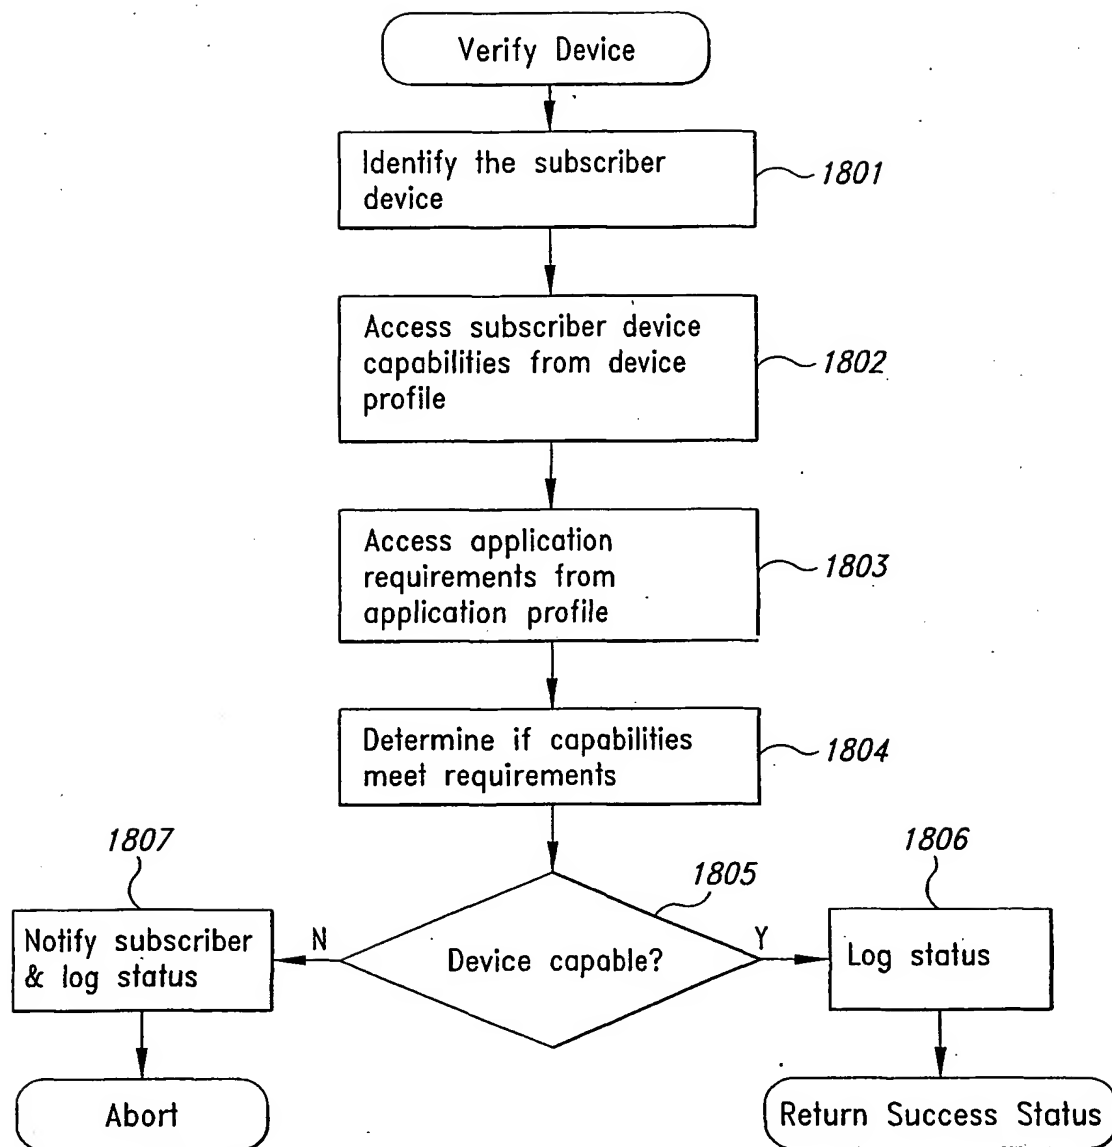 Verify Device
Identify the subscriber
device
1801
Access subscriber device
capabilities from device
profile
1802
Access application
requirements from
application profile
1803
Determine if capabilities
meet requirements
1804
1807
1805
1806
Notify subscriber
& log status
N
Device capable?
Y
Log status
Abort
Return Success Status